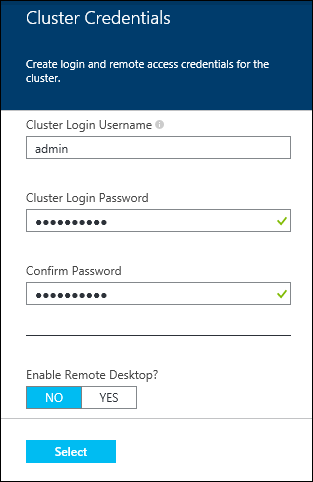 Cluster Credentials
Create login and remote access credentials for the
cluster.
Cluster Login Username
admin
Cluster Login Password
●●●●●●●●●●
Confirm Password
●●●●●●●●●●
Enable Remote Desktop?
NO YES
Select